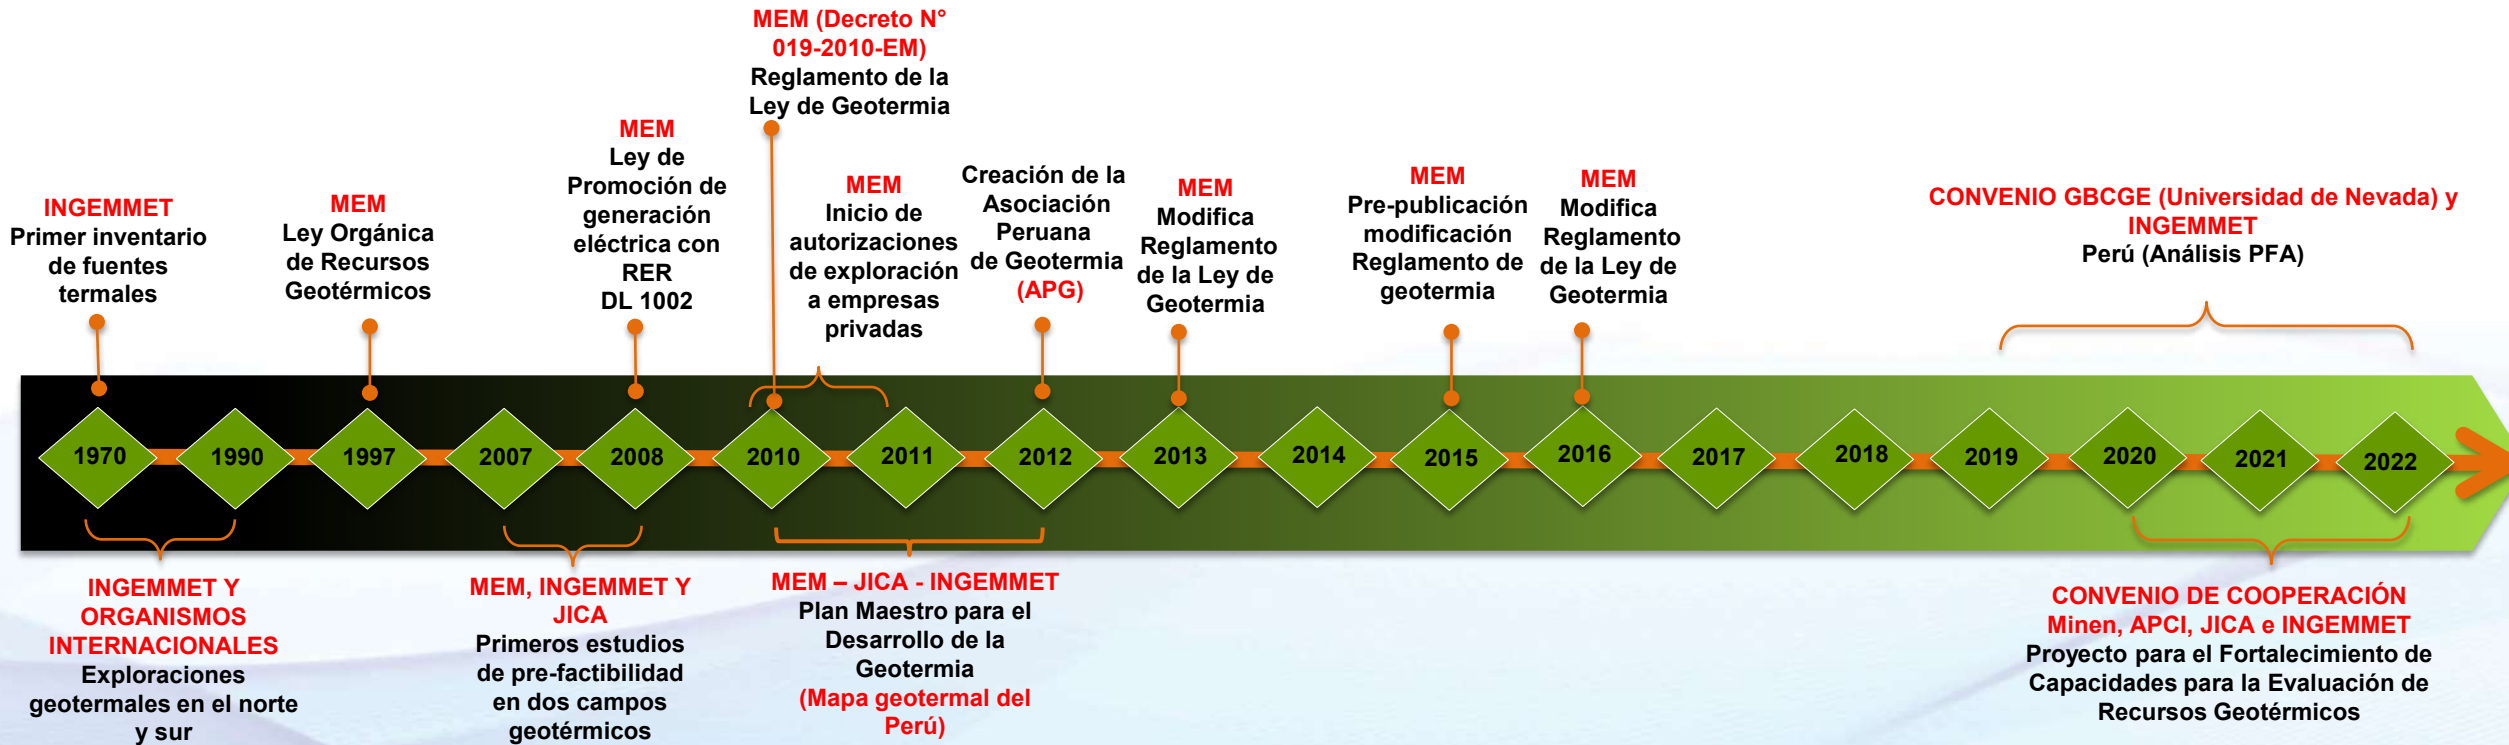 MEM (Decreto N°
019-2010-EM)
Reglamento de la
Ley de Geotermia
INGEMMET
Primer inventario
de fuentes
termales
MEM
Ley Orgánica
de Recursos
Geotérmicos
MEM
Ley de
Promoción de
generación
eléctrica con
RER
DL 1002
MEM
Inicio de
autorizaciones
de exploración
a empresas
privadas
Creación de la
Asociación
Peruana
de Geotermia
(APG)
MEM
Modifica
Reglamento
de la Ley de
Geotermia
MEM
Pre-publicación
modificación
Reglamento de
geotermia
MEM
Modifica
Reglamento
de la Ley de
Geotermia
CONVENIO GBCGE (Universidad de Nevada) y
INGEMMET
Perú (Análisis PFA)
1970
1990
1997
2007
2008
2010
2011
2012
2013
2014
2015
2016
2017
2018
2019
2020
2021
2022
INGEMMET Y
ORGANISMOS
INTERNACIONALES
Exploraciones
geotermales en el norte
y sur
MEM, INGEMMET Y
JICA
Primeros estudios
de pre-factibilidad
en dos campos
geotérmicos
MEM – JICA - INGEMMET
Plan Maestro para el
Desarrollo de la
Geotermia
(Mapa geotermal del
Perú)
CONVENIO DE COOPERACIÓN
Minen, APCI, JICA e INGEMMET
Proyecto para el Fortalecimiento de
Capacidades para la Evaluación de
Recursos Geotérmicos